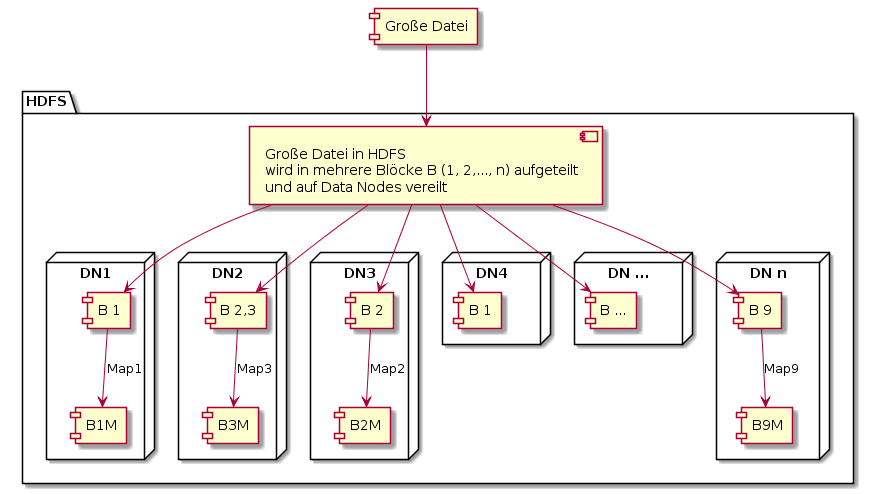 Große Datei
HDFS
Große Datei in HDFS
wird in mehrere Blöcke B (1, 2,..., n) aufgeteilt
und auf Data Nodes vereilt
DN1
DN2
DN3
DN4
DN ...
DN n
B 1
B 2,3
B 2
B 1
B ...
B 9
Map1
Map3
Map2
Map9
B1M
B3M
B2M
B9M